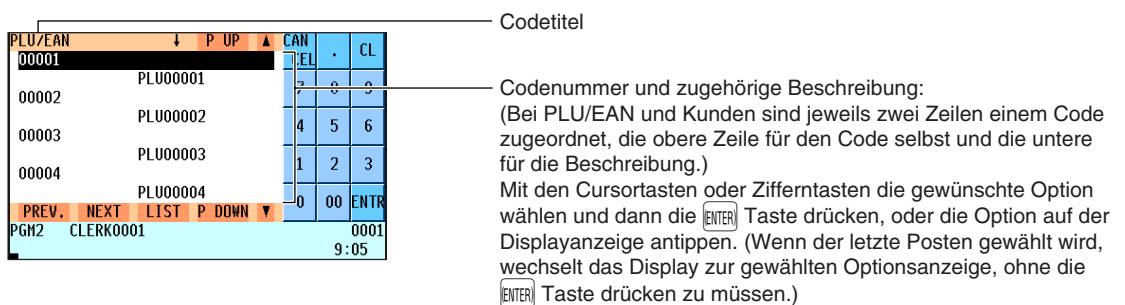 Codetitel
PLU/EAN ↓ P UP ▲ CAN CEL . CL
00001
PLU00001
7 8 9
00002
PLU00002
00003
4 5 6
PLU00003
00004
1 2 3
PLU00004
PREV. NEXT LIST P DOWN ▼ 0 00 ENTR
PGM2 CLERK0001 0001
9:05
Codenummer und zugehörige Beschreibung:
(Bei PLU/EAN und Kunden sind jeweils zwei Zeilen einem Code
zugeordnet, die obere Zeile für den Code selbst und die untere
für die Beschreibung.)
Mit den Cursortasten oder Zifferntasten die gewünschte Option
wählen und dann die ENTER Taste drücken, oder die Option auf der
Displayanzeige antippen. (Wenn der letzte Posten gewählt wird,
wechselt das Display zur gewählten Optionsanzeige, ohne die
ENTER Taste drücken zu müssen.)